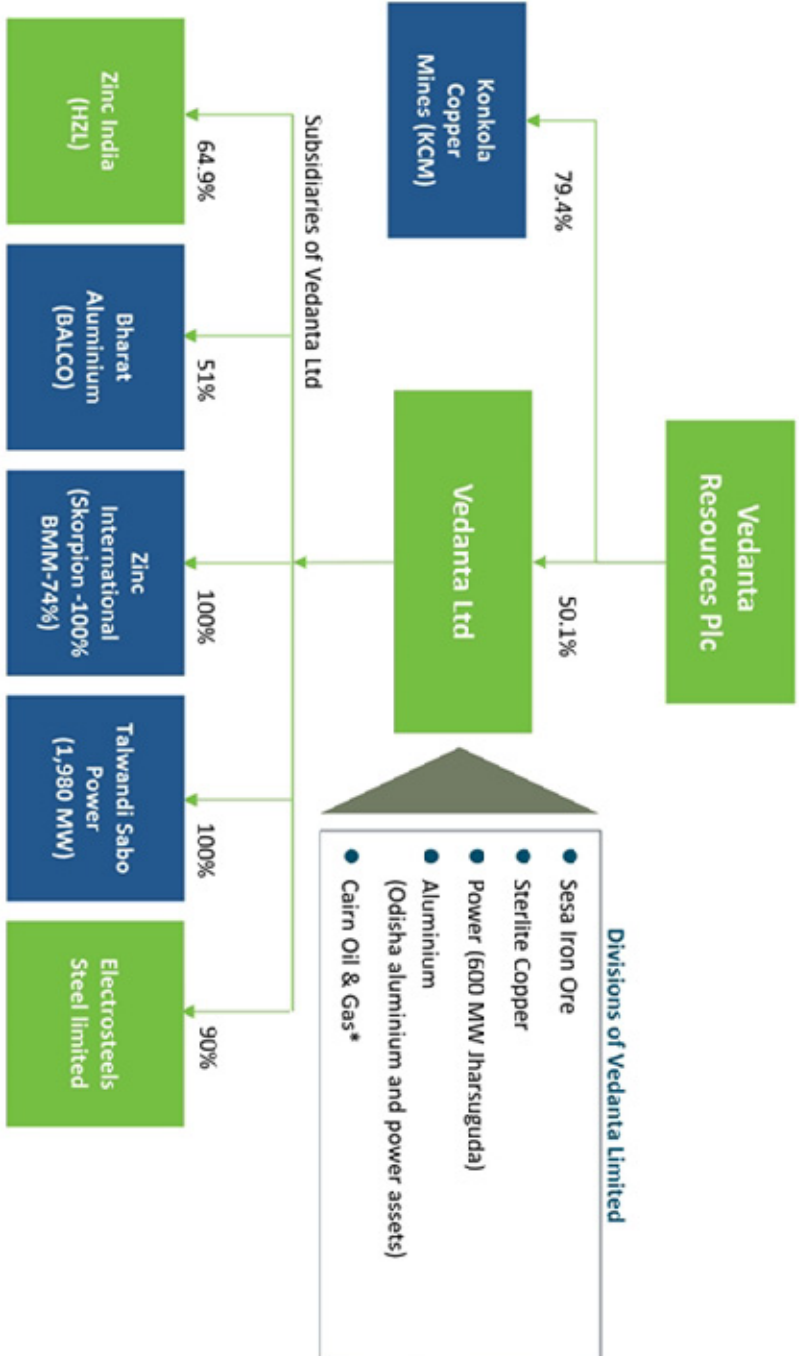 Vedanta
Resources Plc
79.4%
50.1%
Konkola
Copper
Mines (KCM)
Vedanta Ltd
Divisions of Vedanta Limited
● Sesa Iron Ore
● Sterlite Copper
● Power (600 MW Jharsuguda)
● Aluminium
(Odisha aluminium and power assets)
● Cairn Oil & Gas*
Subsidiaries of Vedanta Ltd
64.9%
51%
100%
100%
90%
Zinc India
(HZL)
Bharat
Aluminium
(BALCO)
Zinc
International
(Skorpion -100%
BMM-74%)
Talwandi Sabo
Power
(1,980 MW)
Electrosteels
Steel limited